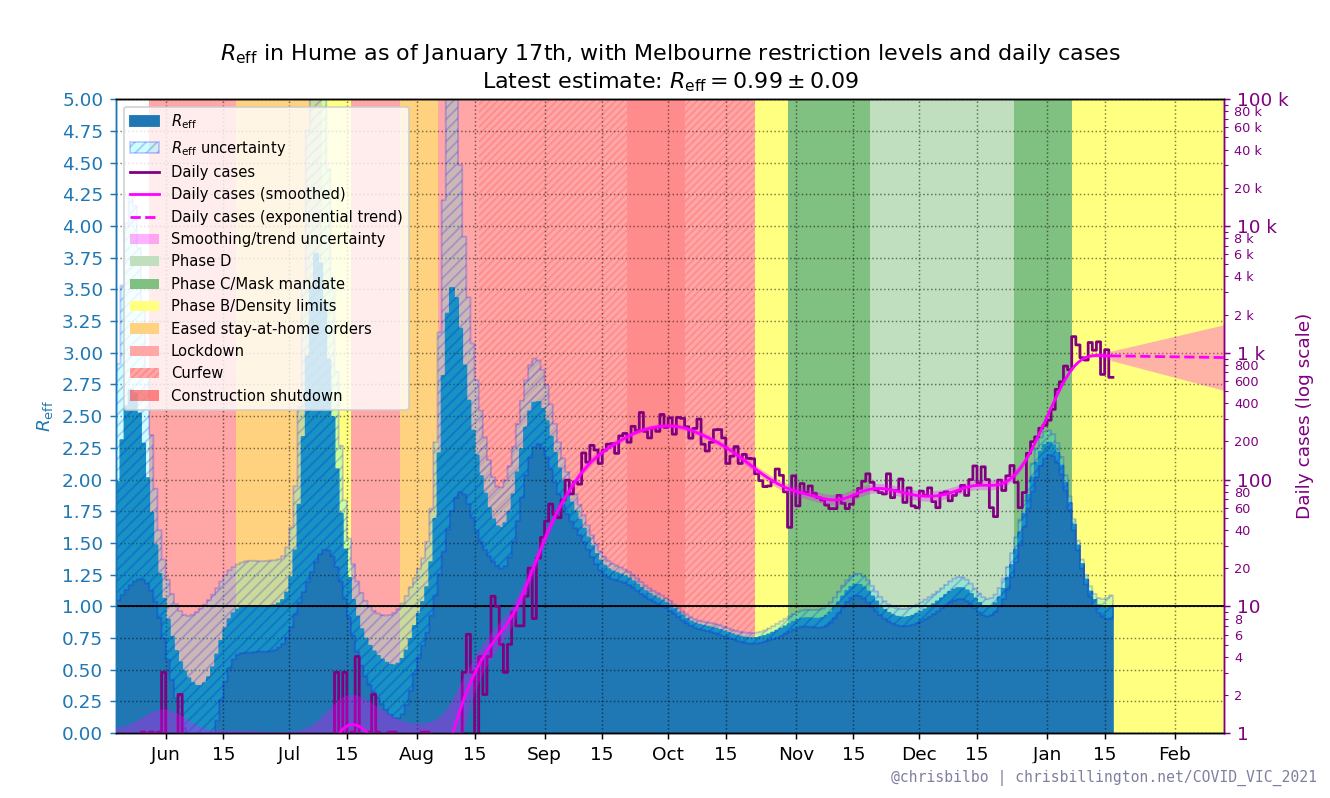 Reff in Hume as of January 17th, with Melbourne restriction levels and daily cases
Latest estimate: Reff = 0.99 ± 0.09
Reff
5.00
4.75
4.50
4.25
4.00
3.75
3.50
3.25
3.00
2.75
2.50
2.25
2.00
1.75
1.50
1.25
1.00
0.75
0.50
0.25
0.00
Reff
Reff uncertainty
Daily cases
Daily cases (smoothed)
Daily cases (exponential trend)
Smoothing/trend uncertainty
Phase D
Phase C/Mask mandate
Phase B/Density limits
Eased stay-at-home orders
Lockdown
Curfew
Construction shutdown
100 k
80 k
60 k
40 k
20 k
10 k
8 k
6 k
4 k
2 k
1 k
800
600
400
200
100
80
60
40
20
10
8
6
4
2
1
Daily cases (log scale)
Jun 15 Jul 15 Aug 15 Sep 15 Oct 15 Nov 15 Dec 15 Jan 15 Feb
@chrisbilbo | chrisbillington.net/COVID_VIC_2021